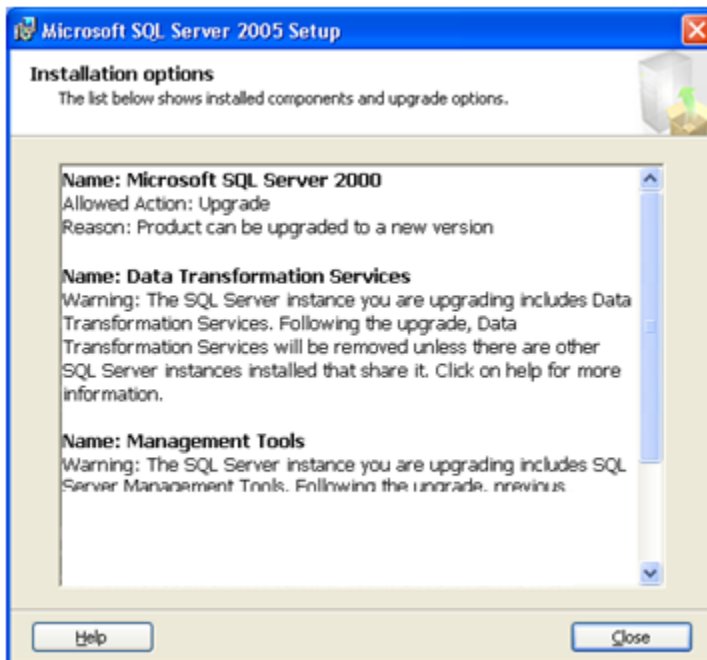 Microsoft SQL Server 2005 Setup
Installation options
The list below shows installed components and upgrade options.
Name: Microsoft SQL Server 2000
Allowed Action: Upgrade
Reason: Product can be upgraded to a new version
Name: Data Transformation Services
Warning: The SQL Server instance you are upgrading includes Data
Transformation Services. Following the upgrade, Data
Transformation Services will be removed unless there are other
SQL Server instances installed that share it. Click on help for more
information.
Name: Management Tools
Warning: The SQL Server instance you are upgrading includes SQL
Server Management Tools. Following the upgrade, previous
Help
Close